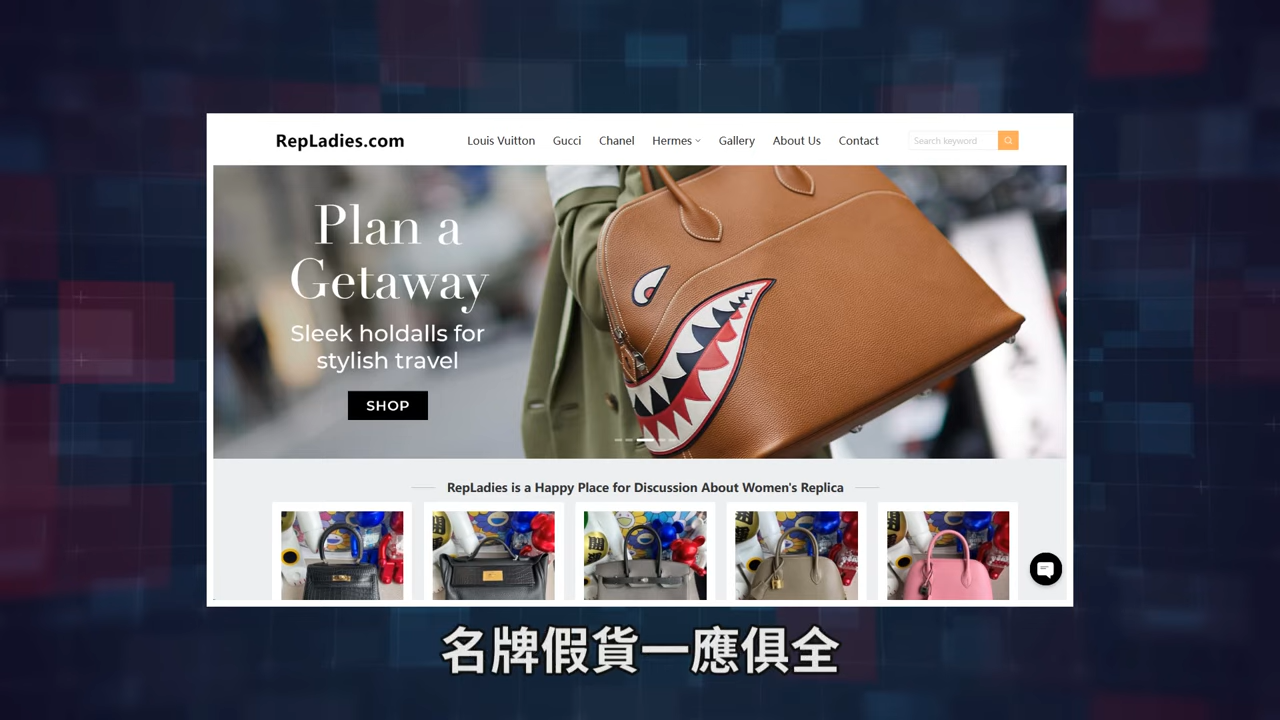 RepLadies.com
Louis Vuitton Gucci Chanel Hermes Gallery About Us Contact Search keyword
Plan a
Getaway
Sleek holdalls for
stylish travel
SHOP
RepLadies is a Happy Place for Discussion About Women's Replica
名牌假貨一應俱全